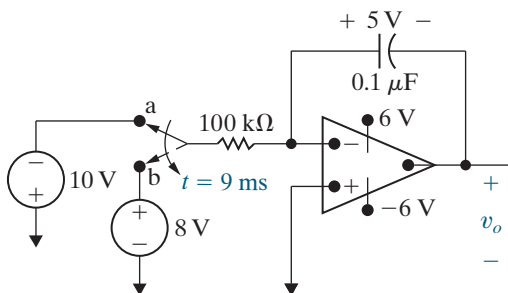 + 5 V −
0.1 μF
a
100 kΩ
6 V
−
+
10 V
b
t = 9 ms
−
+
−6 V
+
8 V
−
+
v_o
−